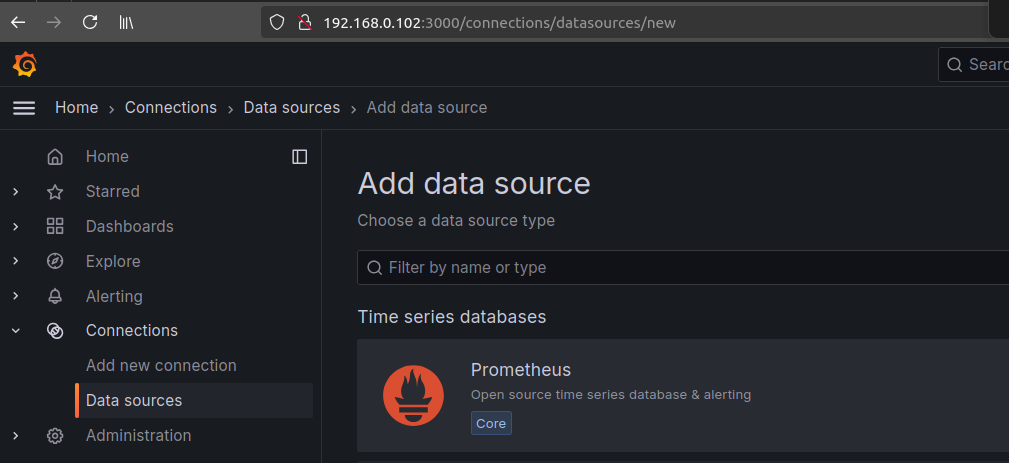 192.168.0.102:3000/connections/datasources/new
Searc
Home › Connections › Data sources › Add data source
Home
Starred
Dashboards
Explore
Alerting
Connections
Add new connection
Data sources
Administration
Add data source
Choose a data source type
Filter by name or type
Time series databases
Prometheus
Open source time series database & alerting
Core